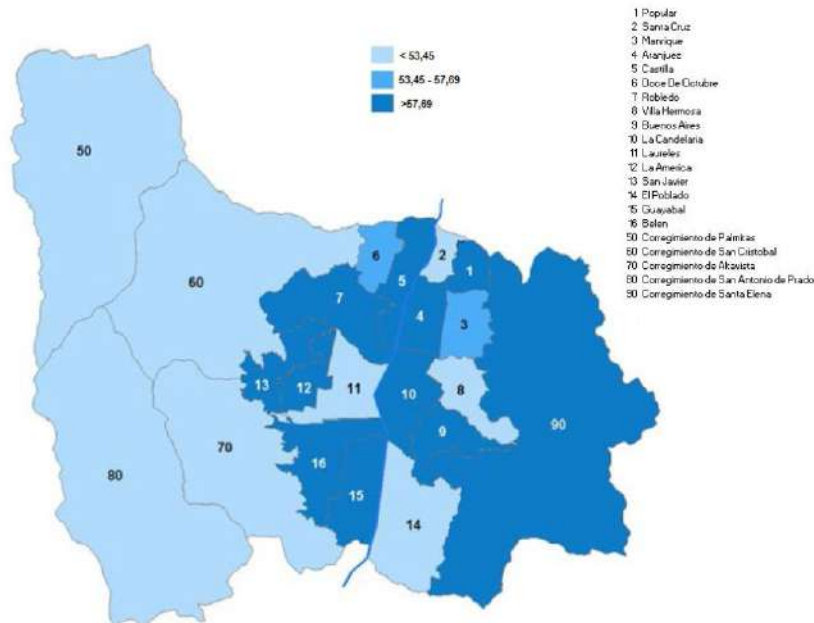 < 53,45
53,45 - 57,69
>57,69
1 Popular
2 Santa Cruz
3 Manrique
4 Aranjuez
5 Castilla
6 Doce De Octubre
7 Robledo
8 Villa Hermosa
9 Buenos Aires
10 La Candelaria
11 Laureles
12 La America
13 San Javier
14 El Poblado
15 Guayabal
16 Belen
50 Corregimiento de Palmitas
60 Corregimiento de San Cristobal
70 Corregimiento de Altavista
80 Corregimiento de San Antonio de Prado
90 Corregimiento de Santa Elena
50
60
6
5
2
1
7
4
3
13
12
11
10
8
9
90
70
80
16
15
14